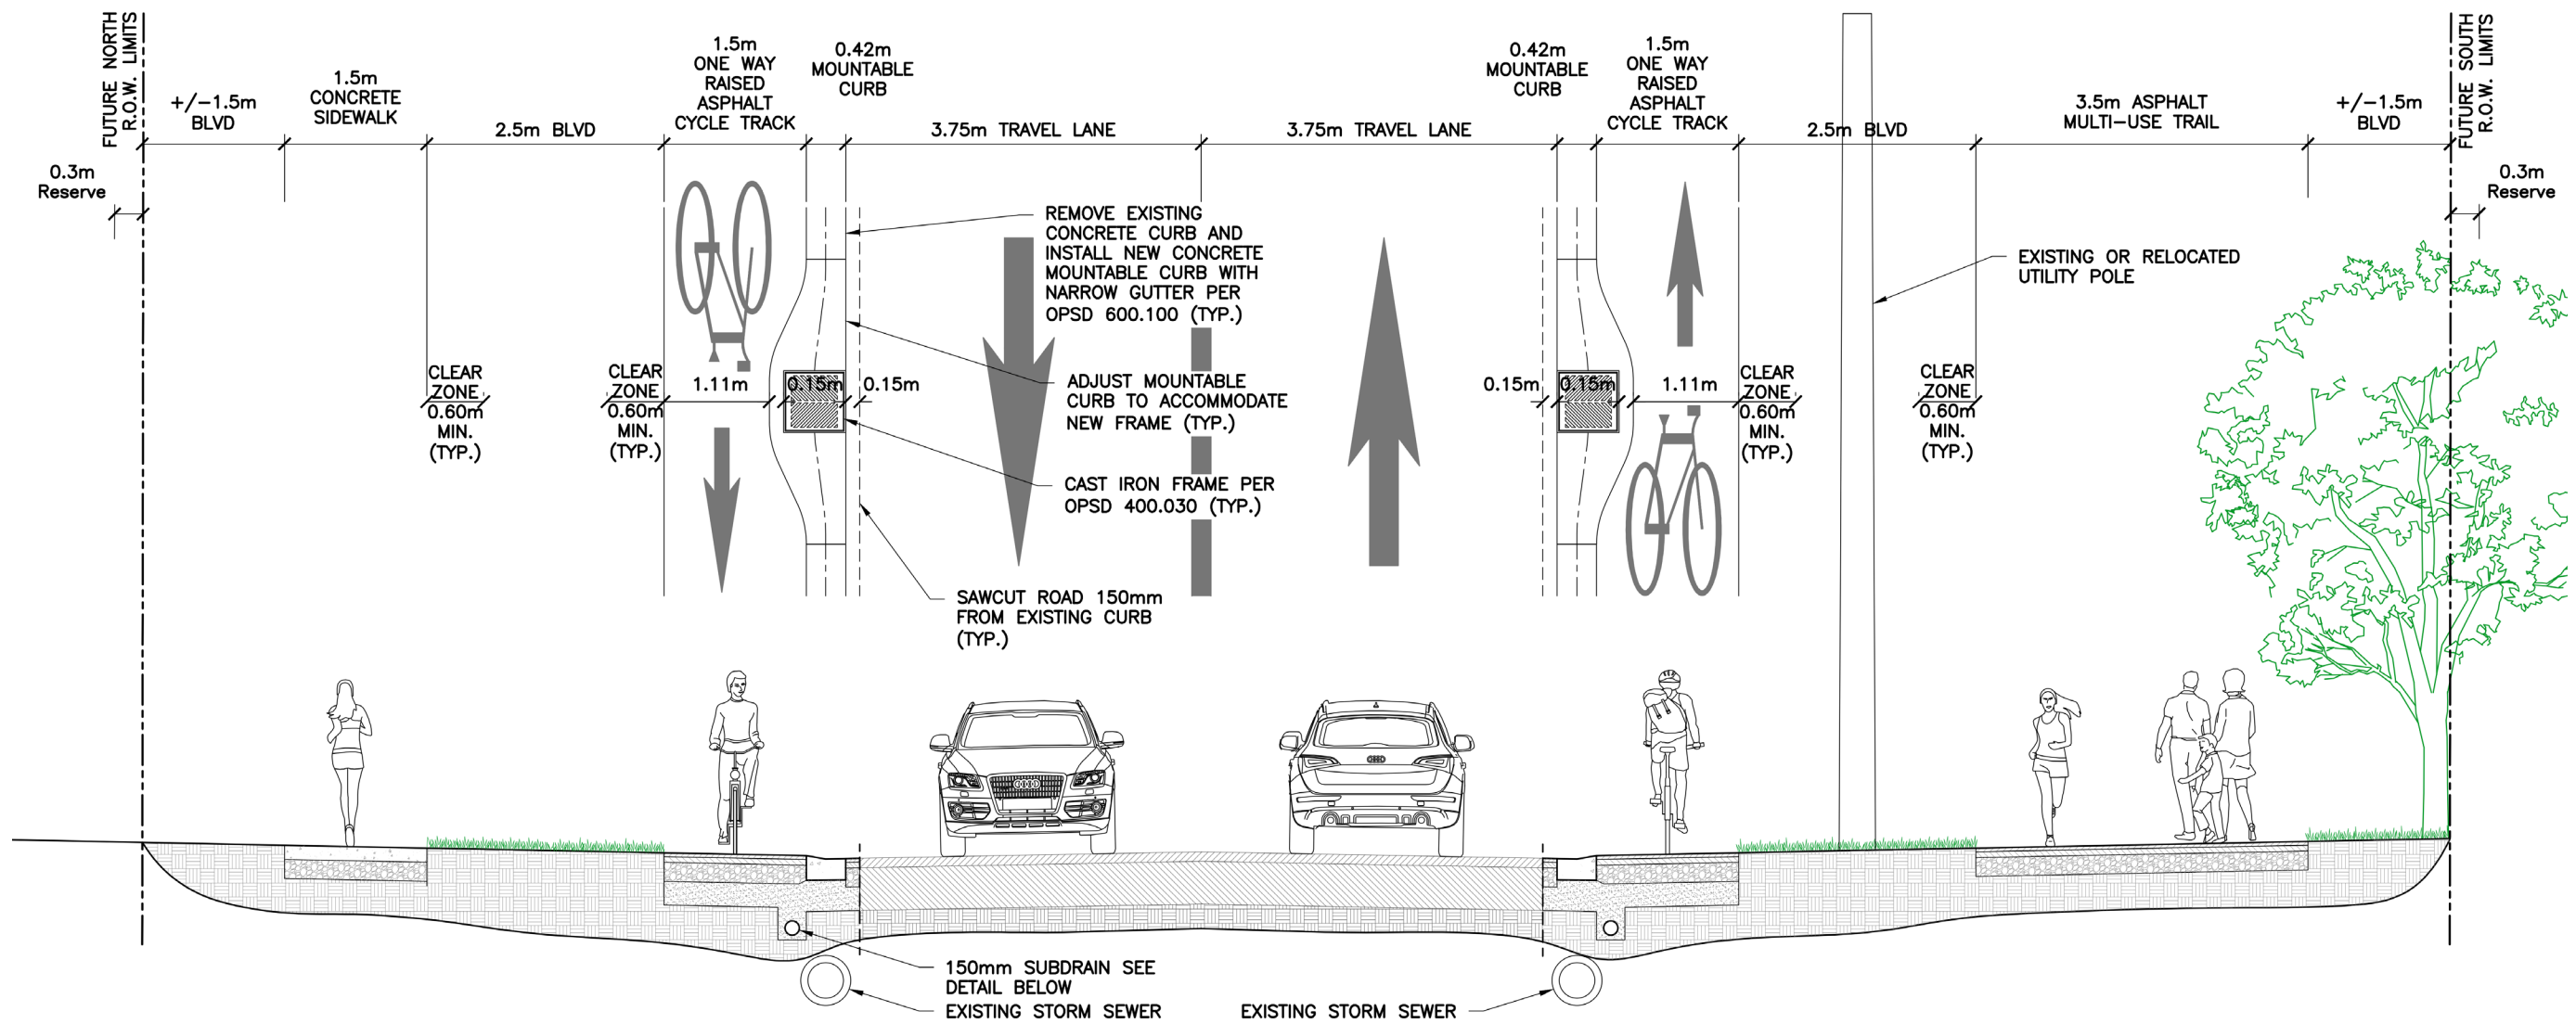 FUTURE NORTH
R.O.W. LIMITS
+/-1.5m
BLVD
1.5m
CONCRETE
SIDEWALK
2.5m BLVD
1.5m
ONE WAY
RAISED
ASPHALT
CYCLE TRACK
0.42m
MOUNTABLE
CURB
3.75m TRAVEL LANE
3.75m TRAVEL LANE
0.42m
MOUNTABLE
CURB
1.5m
ONE WAY
RAISED
ASPHALT
CYCLE TRACK
2.5m BLVD
3.5m ASPHALT
MULTI-USE TRAIL
+/-1.5m
BLVD
FUTURE SOUTH
R.O.W. LIMITS
0.3m
Reserve
0.3m
Reserve
REMOVE EXISTING
CONCRETE CURB AND
INSTALL NEW CONCRETE
MOUNTABLE CURB WITH
NARROW GUTTER PER
OPSD 600.100 (TYP.)
EXISTING OR RELOCATED
UTILITY POLE
CLEAR
ZONE
0.60m
MIN.
(TYP.)
CLEAR
ZONE
0.60m
MIN.
(TYP.)
1.11m
0.15m
0.15m
ADJUST MOUNTABLE
CURB TO ACCOMMODATE
NEW FRAME (TYP.)
0.15m
0.15m
1.11m
CLEAR
ZONE
0.60m
MIN.
(TYP.)
CLEAR
ZONE
0.60m
MIN.
(TYP.)
CAST IRON FRAME PER
OPSD 400.030 (TYP.)
SAWCUT ROAD 150mm
FROM EXISTING CURB
(TYP.)
150mm SUBDRAIN SEE
DETAIL BELOW
EXISTING STORM SEWER
EXISTING STORM SEWER